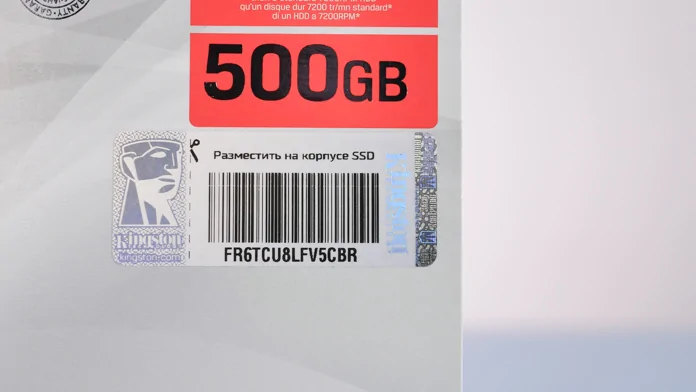 qu'un disque dur 7200 tr/mn standard*
di un HDD a 7200RPM*
500GB
Разместить на корпусе SSD
FR6TCU8LFV5CBR
Kingston
kingston.com
Kingston